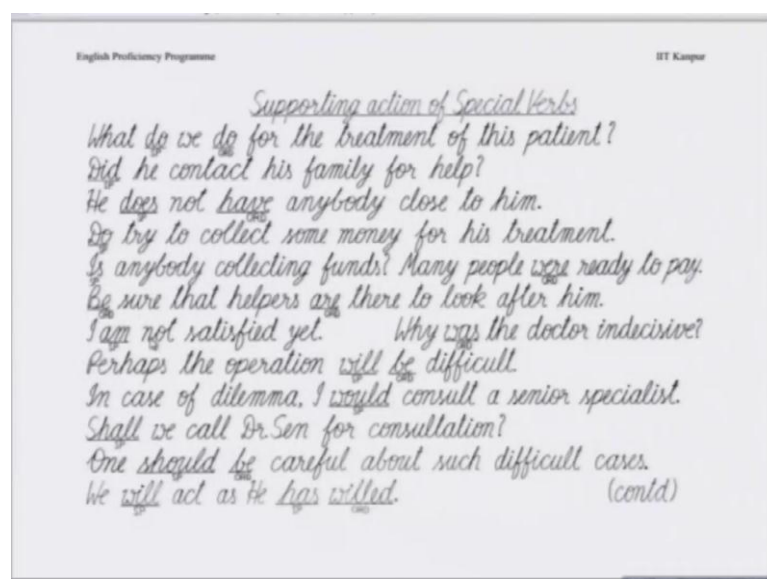 English Proficiency Programme IIT Kanpur
Supporting action of Special Verbs
What do we do for the treatment of this patient?
Did he contact his family for help?
He does not have anybody close to him.
Do try to collect some money for his treatment.
Is anybody collecting funds? Many people were ready to pay.
Be sure that helpers are there to look after him.
I am not satisfied yet. Why was the doctor indecisive?
Perhaps the operation will be difficult.
In case of dilemma, I would consult a senior specialist.
Shall we call Dr.Sen for consultation?
One should be careful about such difficult cases.
We will act as He has willed. (contd)